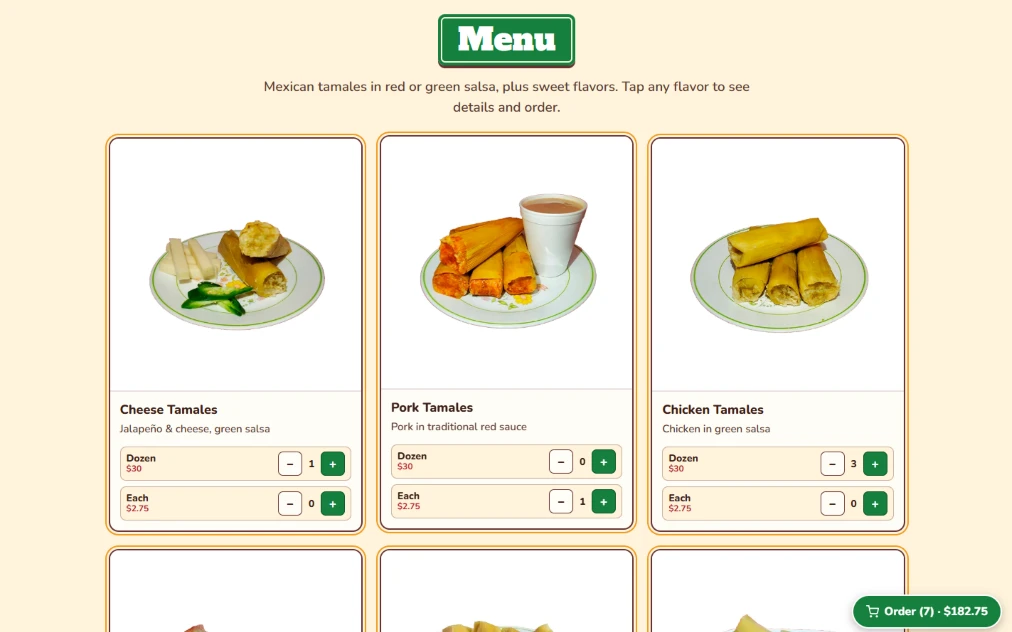 Menu
Mexican tamales in red or green salsa, plus sweet flavors. Tap any flavor to see
details and order.
Cheese Tamales
Jalapeño & cheese, green salsa
Dozen
$30
− 1 +
Each
$2.75
− 0 +
Pork Tamales
Pork in traditional red sauce
Dozen
$30
− 0 +
Each
$2.75
− 1 +
Chicken Tamales
Chicken in green salsa
Dozen
$30
− 3 +
Each
$2.75
− 0 +
Order (7) · $182.75